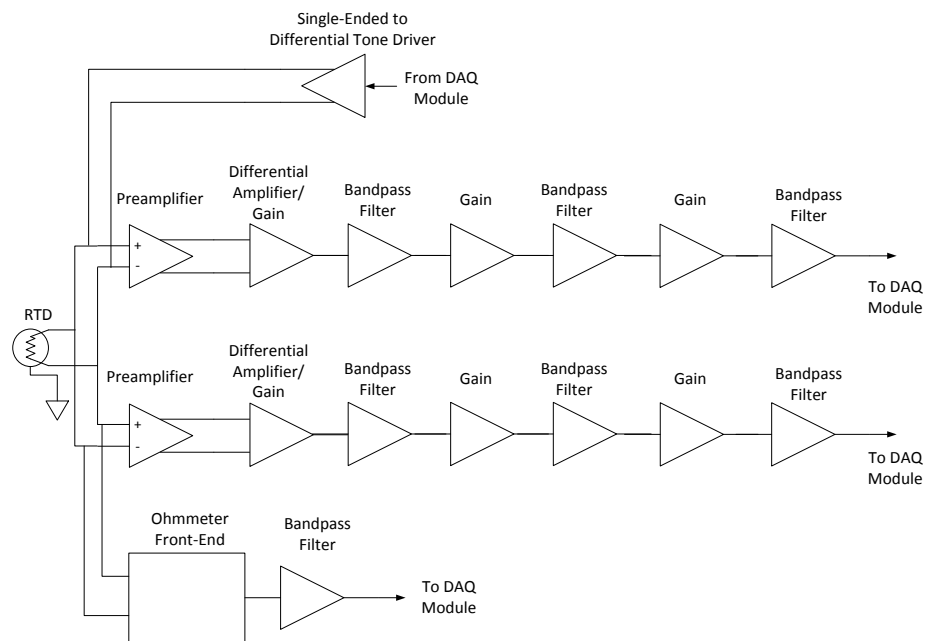 Single-Ended to
Differential Tone Driver
From DAQ
Module
Preamplifier
Differential
Amplifier/
Gain
Bandpass
Filter
Gain
Bandpass
Filter
Gain
Bandpass
Filter
+
-
To DAQ
Module
RTD
Preamplifier
Differential
Amplifier/
Gain
Bandpass
Filter
Gain
Bandpass
Filter
Gain
Bandpass
Filter
+
-
To DAQ
Module
Ohmmeter
Front-End
Bandpass
Filter
To DAQ
Module